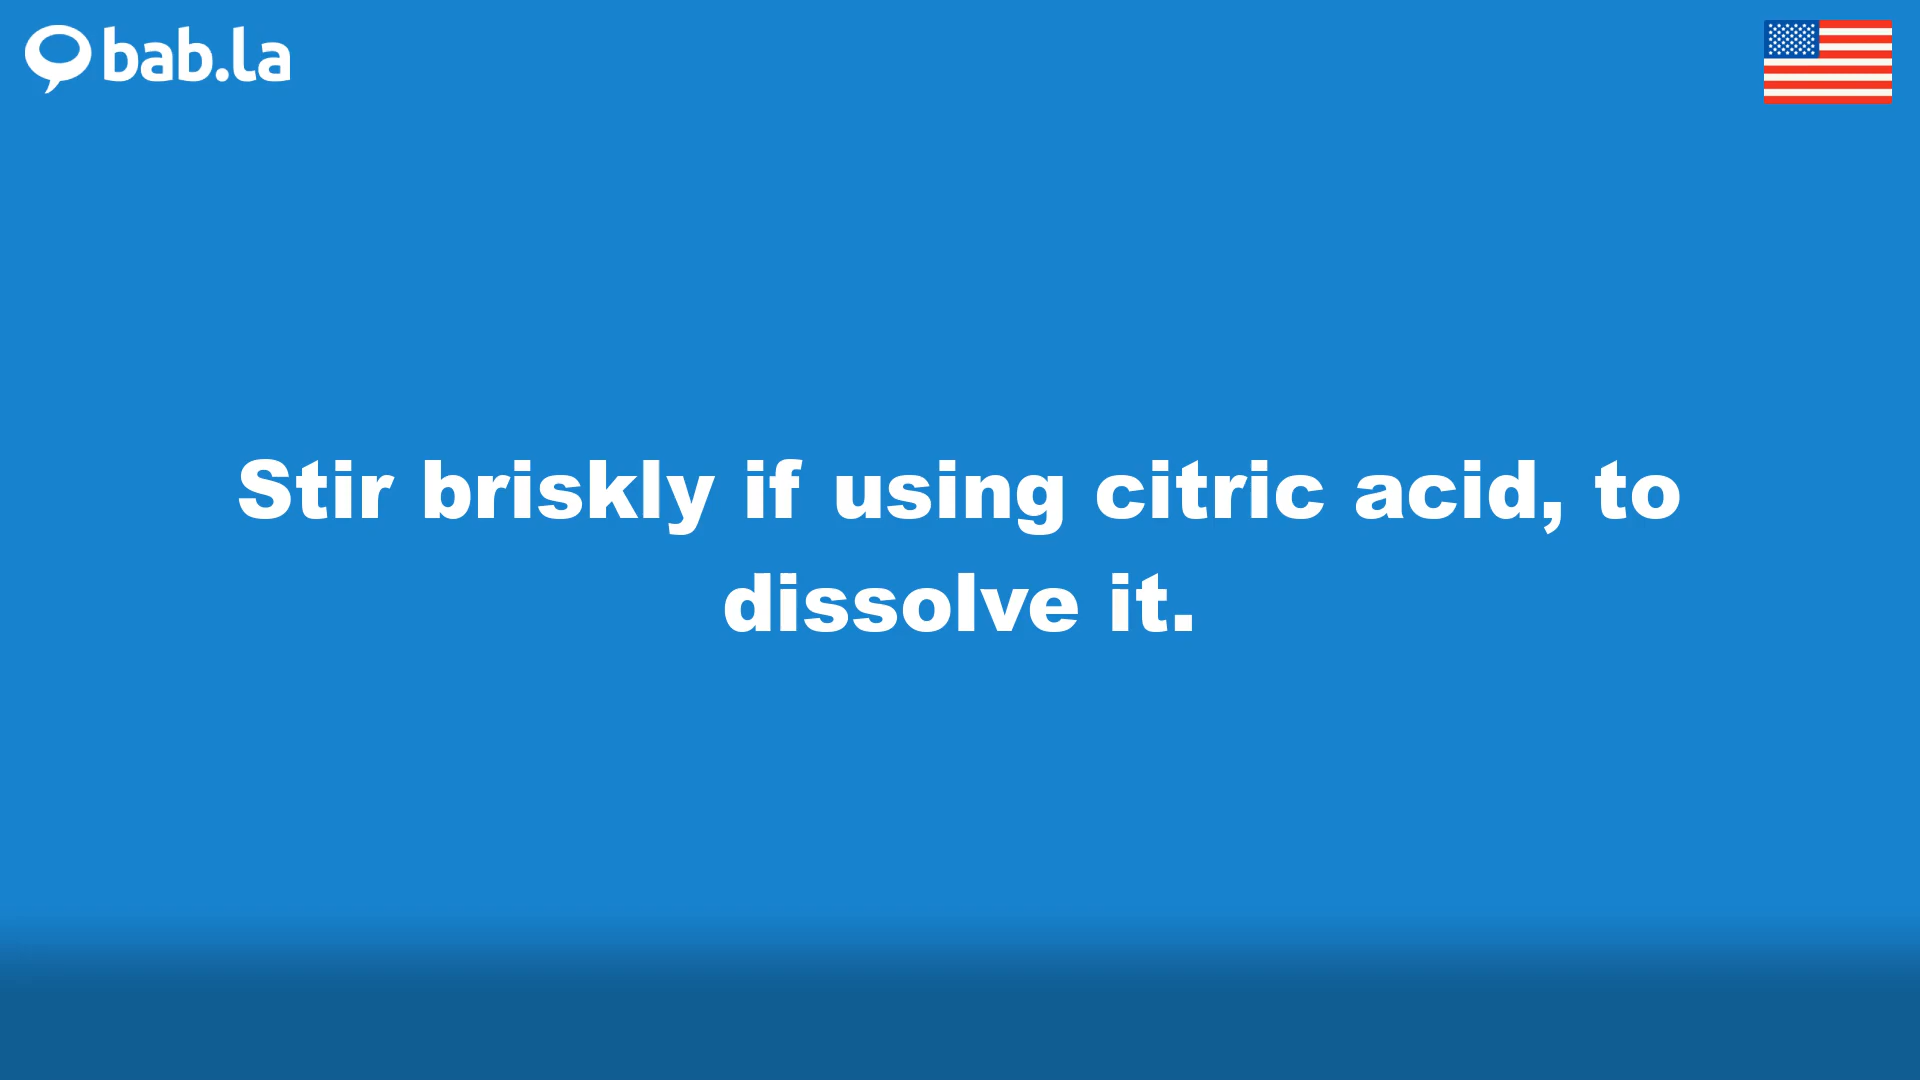 bab.la
Stir briskly if using citric acid, to
dissolve it.